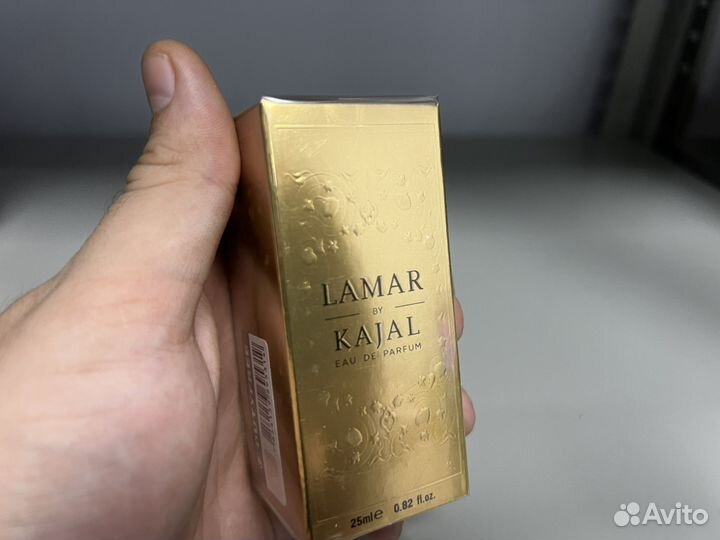 LAMAR
BY
KAJAL
EAU DE PARFUM
25ml e 0.82 fl.oz.
Avito